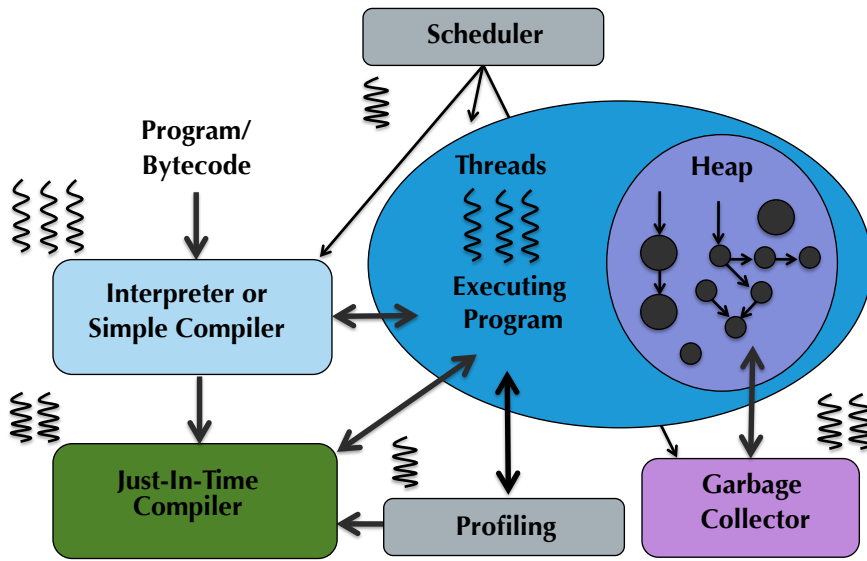 Scheduler
Program/
Bytecode
Threads
Heap
Interpreter or
Simple Compiler
Executing
Program
Just-In-Time
Compiler
Profiling
Garbage
Collector